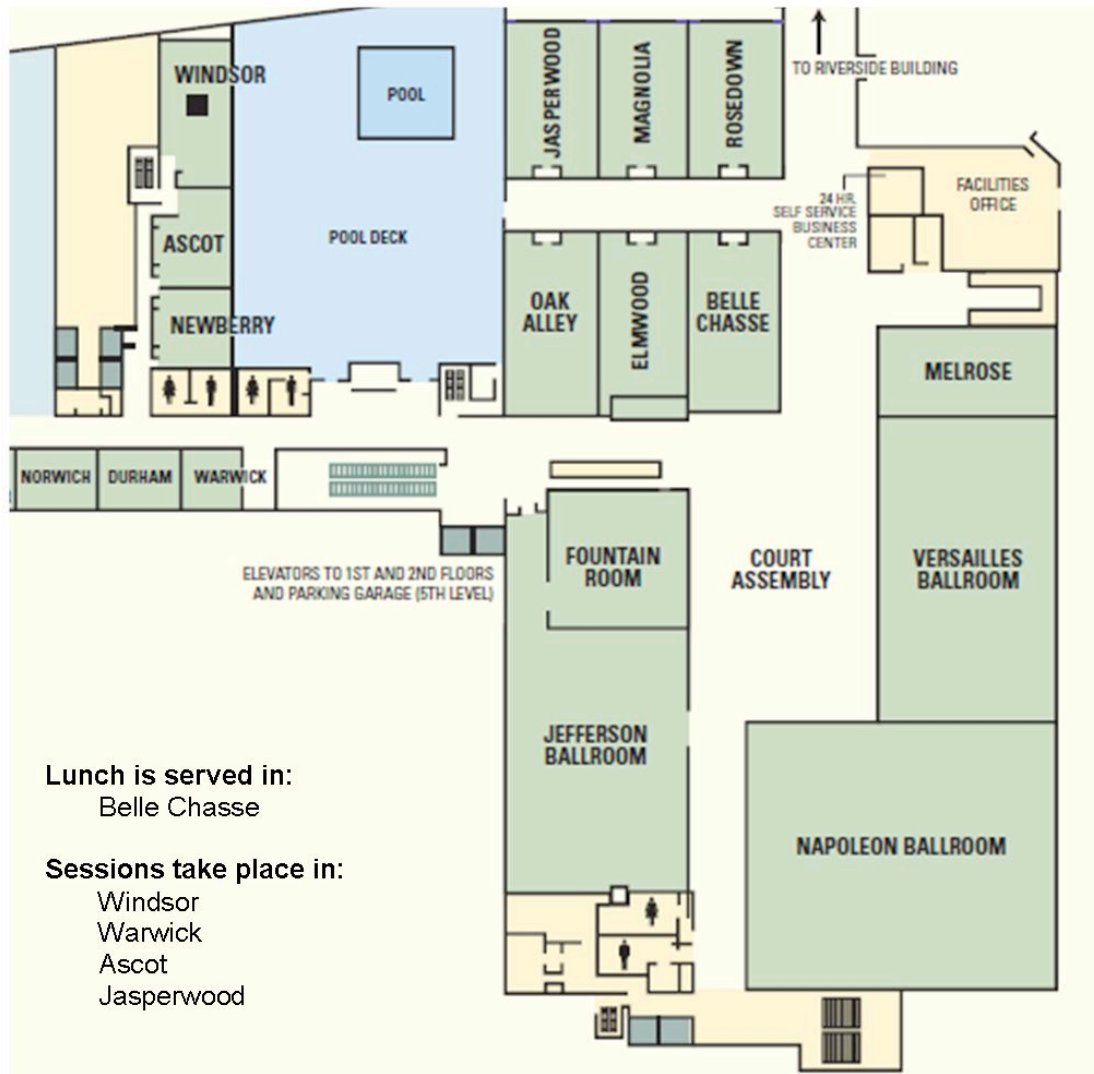 WINDSOR
POOL
JASPERWOOD
MAGNOLIA
ROSEDOWN
TO RIVERSIDE BUILDING
FACILITIES
OFFICE
24 HR.
SELF SERVICE
BUSINESS
CENTER
ASCOT
POOL DECK
NEWBERRY
OAK
ALLEY
ELMWOOD
BELLE
CHASSE
MELROSE
NORWICH
DURHAM
WARWICK
FOUNTAIN
ROOM
COURT
ASSEMBLY
VERSAILLES
BALLROOM
ELEVATORS TO 1ST AND 2ND FLOORS
AND PARKING GARAGE (5TH LEVEL)
JEFFERSON
BALLROOM
NAPOLEON BALLROOM
Lunch is served in:
Belle Chasse
Sessions take place in:
Windsor
Warwick
Ascot
Jasperwood